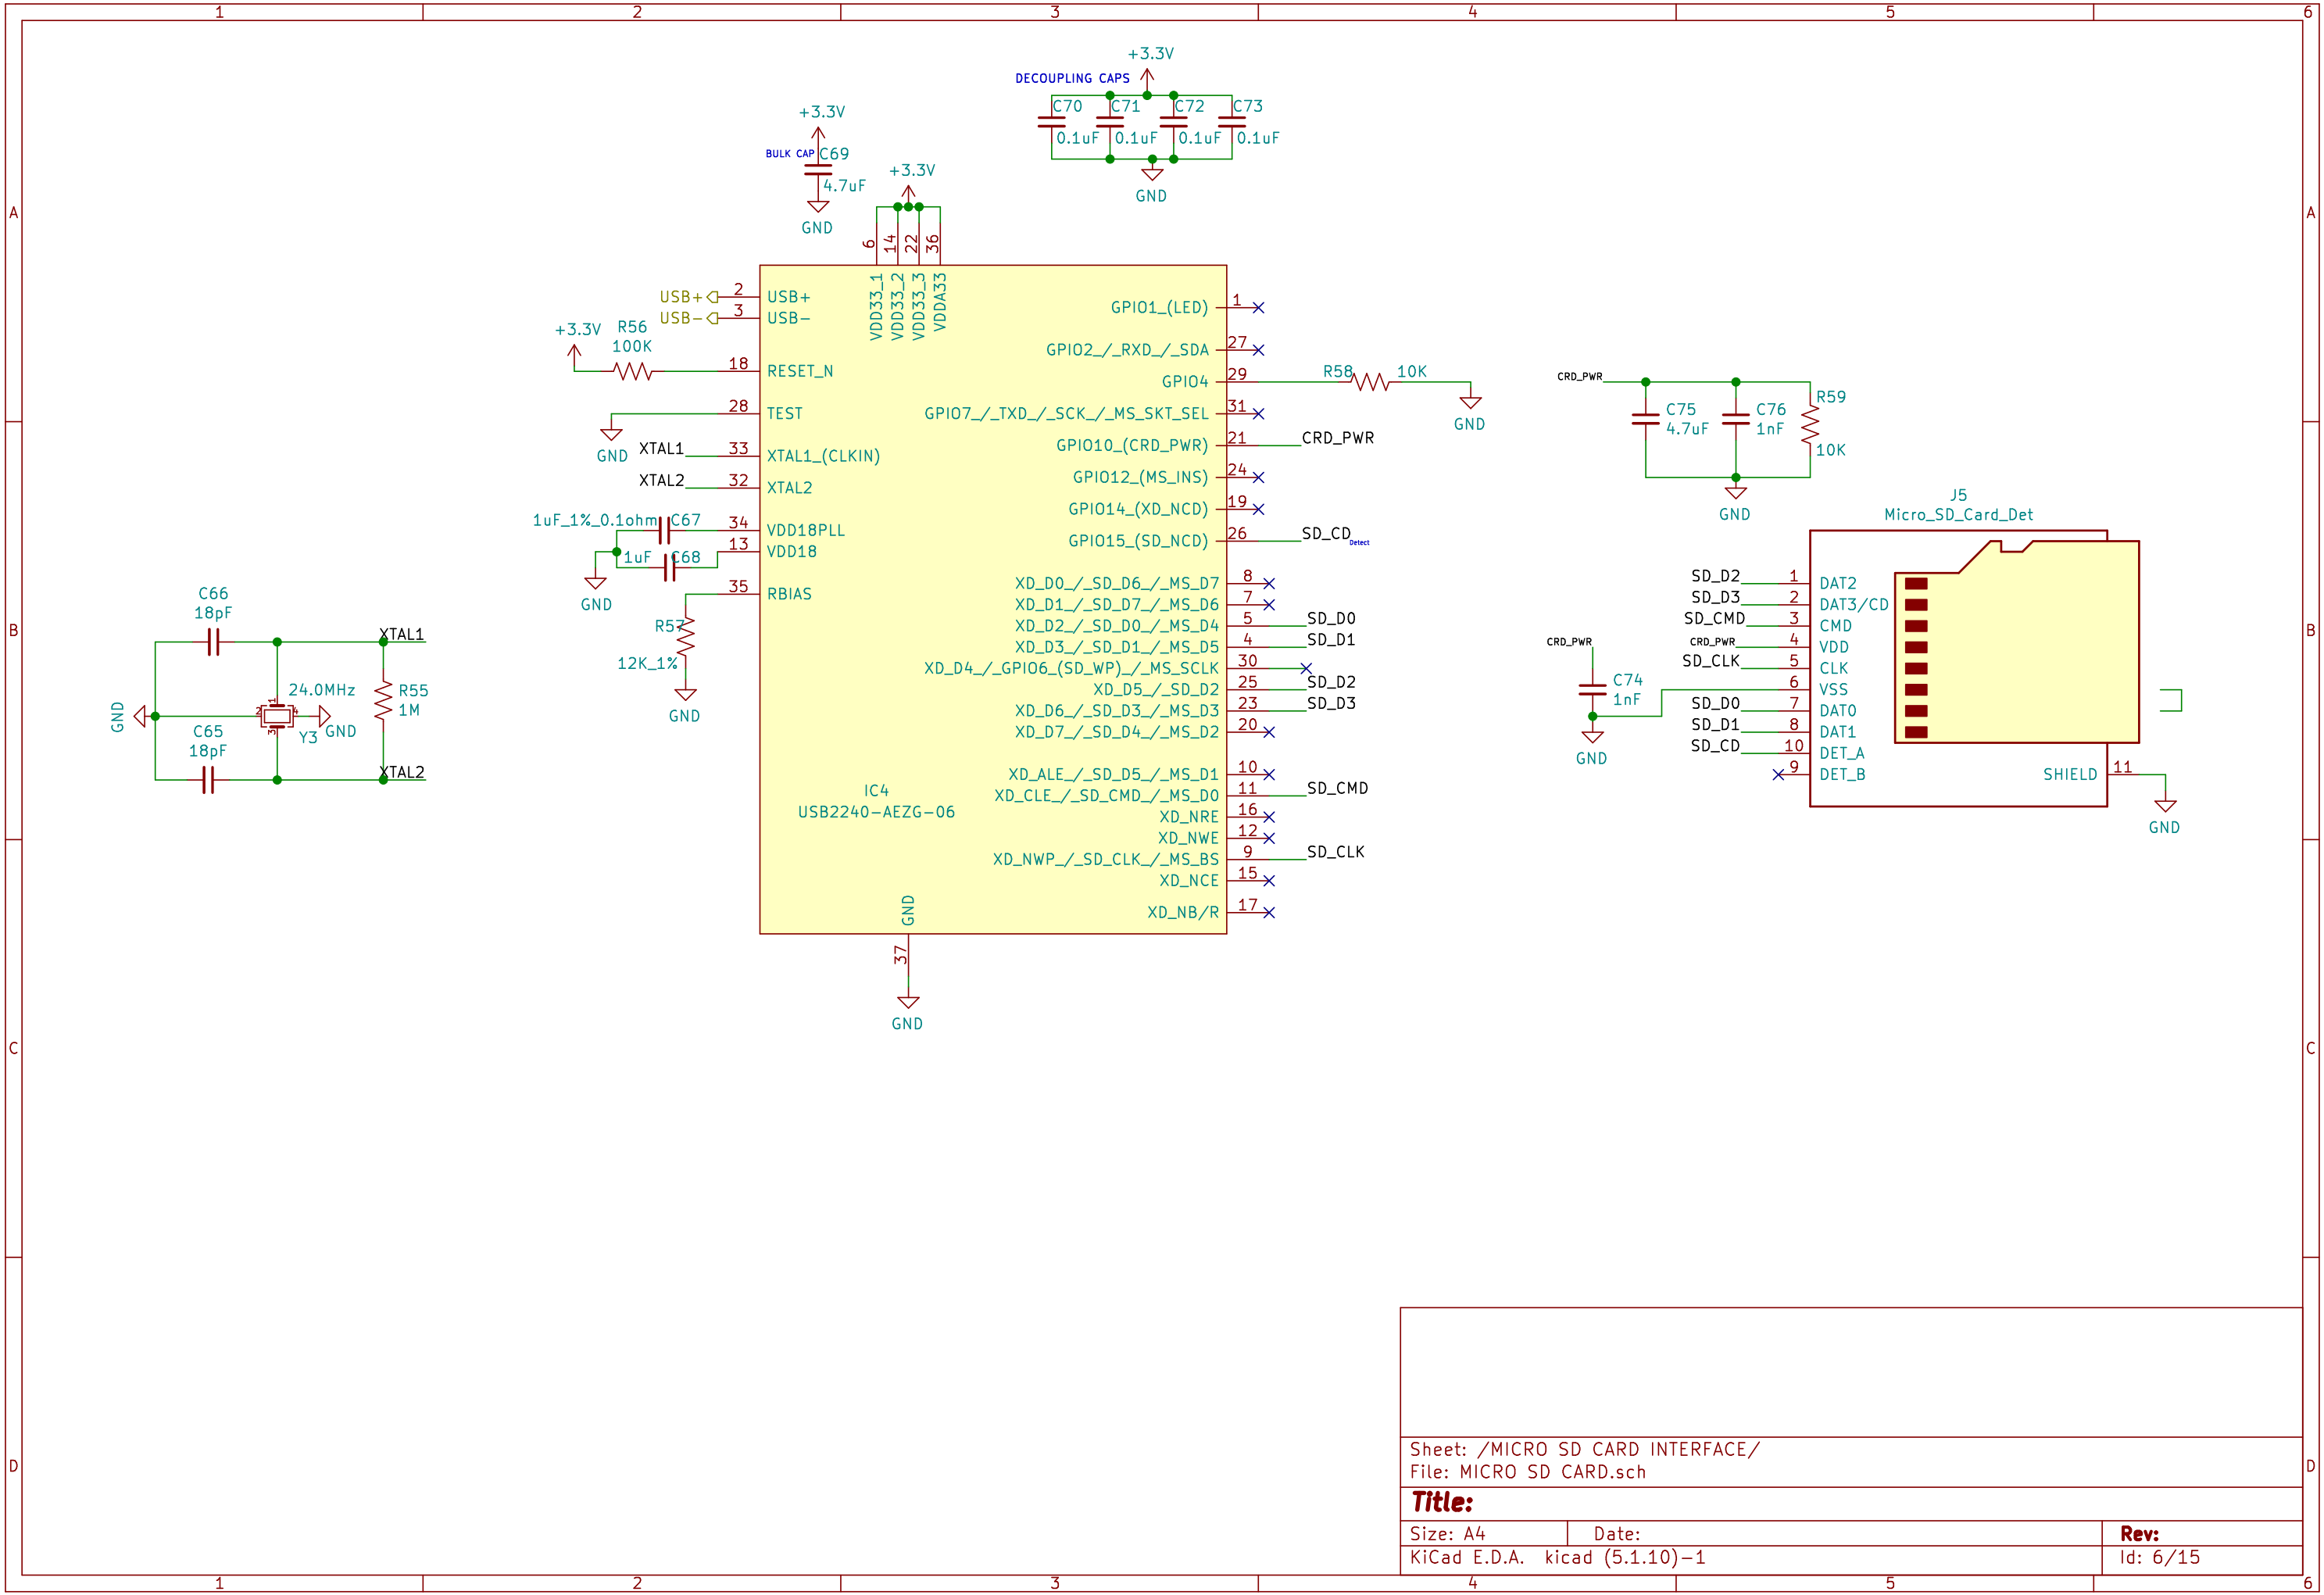 1 2 3 4 5 6
+3.3V
DECOUPLING CAPS
C70 C71 C72 C73
0.1uF 0.1uF 0.1uF 0.1uF
GND
+3.3V
BULK CAP C69
4.7uF
GND
+3.3V
A A
6 14 22 36
VDD33_1 VDD33_2 VDD33_3 VDDA33
USB+ 2 USB+
USB- 3 USB-
+3.3V R56
100K
18 RESET_N
28 TEST
GND
XTAL1 33 XTAL1_(CLKIN)
XTAL2 32 XTAL2
1uF_1%_0.1ohm C67 34 VDD18PLL
1uF C68 13 VDD18
GND
35 RBIAS
R57
12K_1%
GND
GPIO1_(LED) 1
GPIO2_/_RXD_/_SDA 27
GPIO4 29 R58 10K
GND
GPIO7_/_TXD_/_SCK_/_MS_SKT_SEL 31
GPIO10_(CRD_PWR) 21 CRD_PWR
GPIO12_(MS_INS) 24
GPIO14_(XD_NCD) 19
GPIO15_(SD_NCD) 26 SD_CD
Detect
XD_D0_/_SD_D6_/_MS_D7 8
XD_D1_/_SD_D7_/_MS_D6 7
XD_D2_/_SD_D0_/_MS_D4 5 SD_D0
XD_D3_/_SD_D1_/_MS_D5 4 SD_D1
XD_D4_/_GPIO6_(SD_WP)_/_MS_SCLK 30
XD_D5_/_SD_D2 25 SD_D2
XD_D6_/_SD_D3_/_MS_D3 23 SD_D3
XD_D7_/_SD_D4_/_MS_D2 20
XD_ALE_/_SD_D5_/_MS_D1 10
XD_CLE_/_SD_CMD_/_MS_D0 11 SD_CMD
XD_NRE 16
XD_NWE 12
XD_NWP_/_SD_CLK_/_MS_BS 9 SD_CLK
XD_NCE 15
XD_NB/R 17
IC4
USB2240-AEZG-06
GND
37
GND
B B
C66
18pF
XTAL1
24.0MHz
R55
1M
GND
1 2 3 4
Y3 GND
C65
18pF
XTAL2
CRD_PWR
C75
4.7uF
C76
1nF
R59
10K
GND
J5
Micro_SD_Card_Det
SD_D2 1 DAT2
SD_D3 2 DAT3/CD
SD_CMD 3 CMD
CRD_PWR 4 VDD
SD_CLK 5 CLK
6 VSS
SD_D0 7 DAT0
SD_D1 8 DAT1
SD_CD 10 DET_A
9 DET_B
SHIELD 11
GND
CRD_PWR
C74
1nF
GND
C C
D D
Sheet: /MICRO SD CARD INTERFACE/
File: MICRO SD CARD.sch
Title:
Size: A4 Date: Rev:
KiCad E.D.A. kicad (5.1.10)-1 Id: 6/15
1 2 3 4 5 6